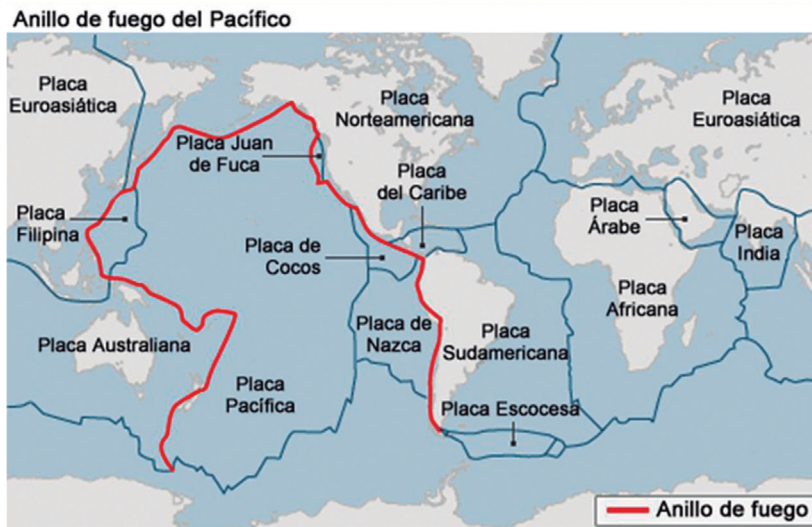 Anillo de fuego del Pacífico
Placa
Euroasiática
Placa
Norteamericana
Placa
Euroasiática
Placa Juan
de Fuca
Placa
del Caribe
Placa
Filipina
Placa
Árabe
Placa de
Cocos
Placa
India
Placa
Africana
Placa Australiana
Placa de
Nazca
Placa
Sudamericana
Placa
Pacífica
Placa Escocesa
Anillo de fuego